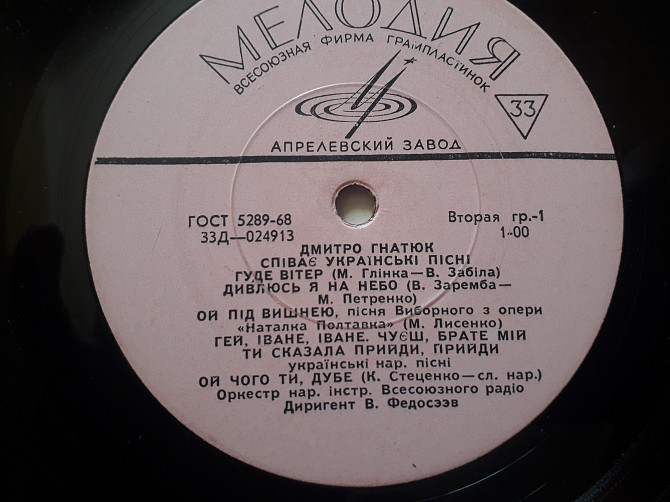 МЕЛОДИЯ
ВСЕСОЮЗНАЯ ФИРМА ГРАМПЛАСТИНОК
33
АПРЕЛЕВСКИЙ ЗАВОД
ГОСТ 5289-68 Вторая гр.-1
33Д—024913 1-00
ДМИТРО ГНАТЮК
СПІВАЄ УКРАЇНСЬКІ ПІСНІ
ГУДЕ ВІТЕР (М. Глінка—В. Забіла)
ДИВЛЮСЬ Я НА НЕБО (В. Заремба—
М. Петренко)
ОЙ ПІД ВИШНЕЮ, пісня Виборного з опери
«Наталка Полтавка» (М. Лисенко)
ГЕЙ, ІВАНЕ, ІВАНЕ. ЧУЄШ, БРАТЕ МІЙ
ТИ СКАЗАЛА ПРИЙДИ, ПРИЙДИ
українські нар. пісні
ОЙ ЧОГО ТИ, ДУБЕ (К. Стеценко—сл. нар.)
Оркестр нар. інстр. Всесоюзного радіо
Диригент В. Федосээв